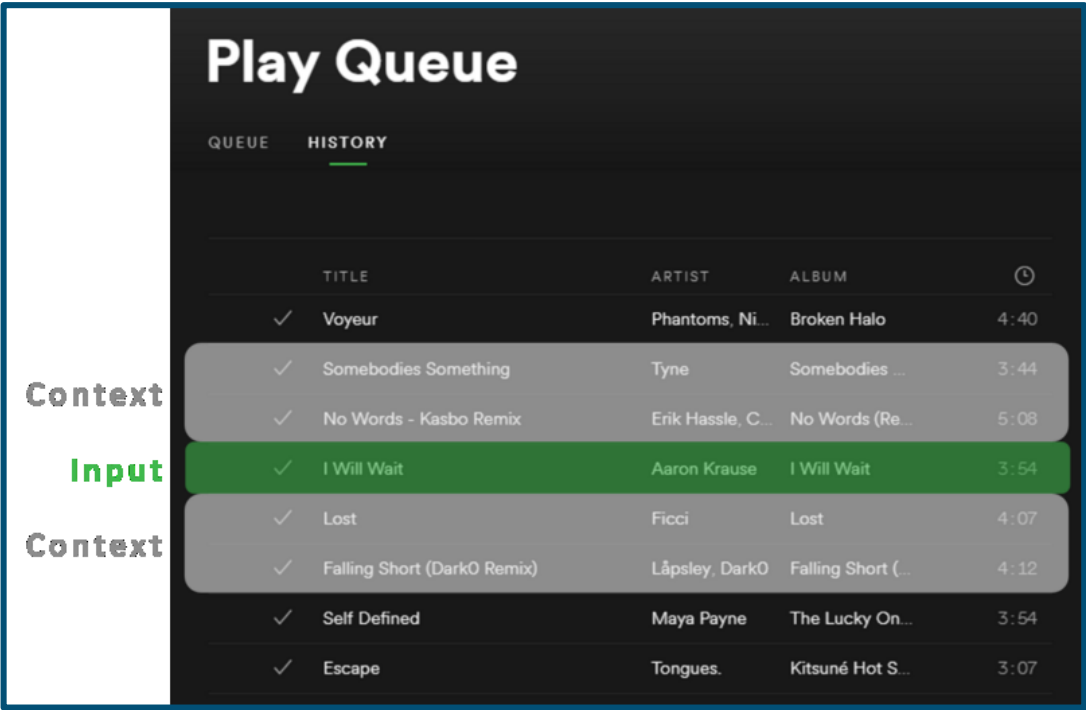 Play Queue
QUEUE HISTORY
TITLE ARTIST ALBUM
Voyeur Phantoms, Ni... Broken Halo 4:40
Somebodies Something Tyne Somebodies ... 3:44
Context
No Words - Kasbo Remix Erik Hassle, C... No Words (Re... 5:08
Input I Will Wait Aaron Krause I Will Wait 3:54
Lost Ficci Lost 4:07
Context
Falling Short (Dark0 Remix) Låpsley, Dark0 Falling Short (... 4:12
Self Defined Maya Payne The Lucky On... 3:54
Escape Tongues. Kitsuné Hot S... 3:07